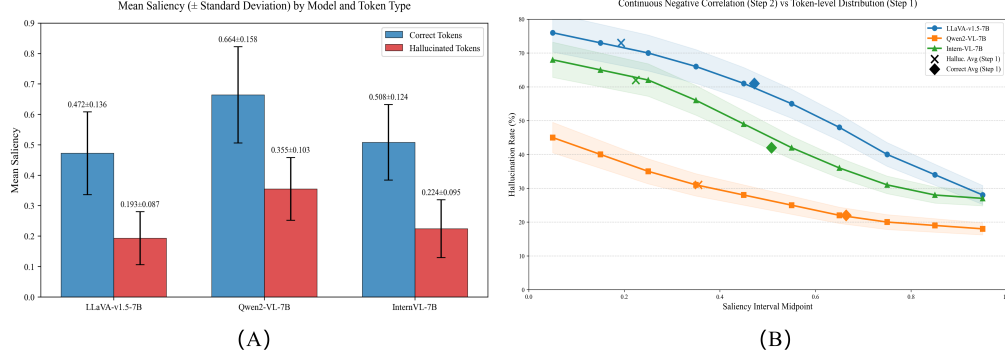 Mean Saliency (± Standard Deviation) by Model and Token Type
Mean Saliency
0.9
0.8
0.7
0.6
0.5
0.4
0.3
0.2
0.1
0.0
Correct Tokens
Hallucinated Tokens
0.472±0.136
0.193±0.087
0.664±0.158
0.355±0.103
0.508±0.124
0.224±0.095
LLaVA-v1.5-7B
Qwen2-VL-7B
InternVL-7B
(A)
Continuous Negative Correlation (Step 2) vs Token-level Distribution (Step 1)
Hallucination Rate (%)
80
70
60
50
40
30
20
10
0
LLaVA-v1.5-7B
Qwen2-VL-7B
Intern-VL-7B
Halluc. Avg (Step 1)
Correct Avg (Step 1)
0.0 0.2 0.4 0.6 0.8
Saliency Interval Midpoint
(B)